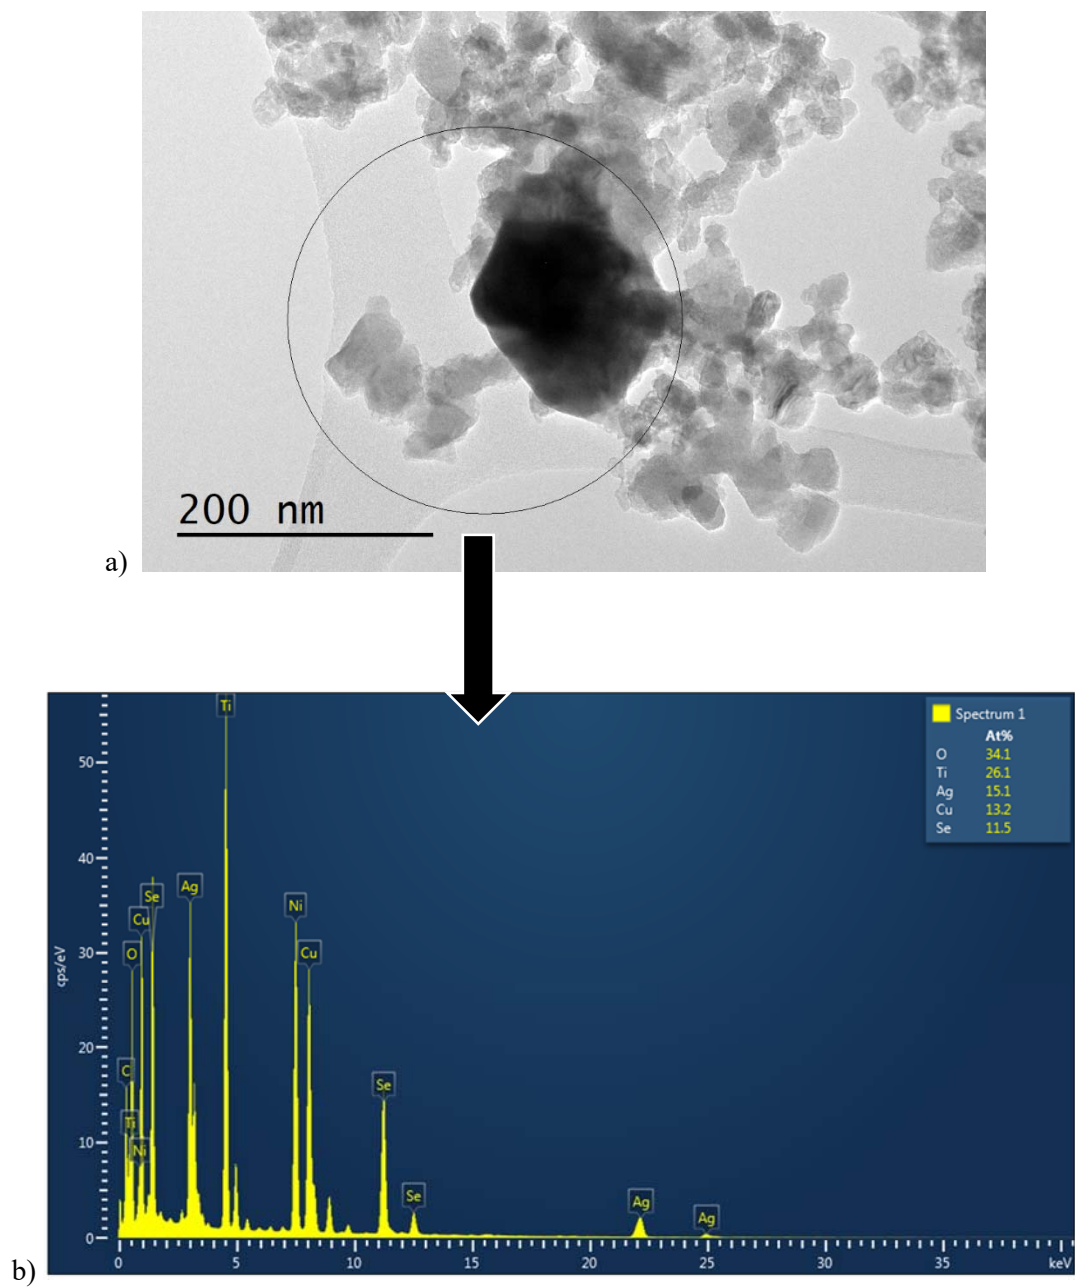 200 nm
a)
Ti
Spectrum 1
At%
O 34.1
Ti 26.1
Ag 15.1
Cu 13.2
Se 11.5
50
40
30
20
10
0
cps/eV
Se
Ag
Cu
O
Ni
Cu
C
Ti
Ni
Se
Se
Ag
Ag
0 5 10 15 20 25 30 35 keV
b)